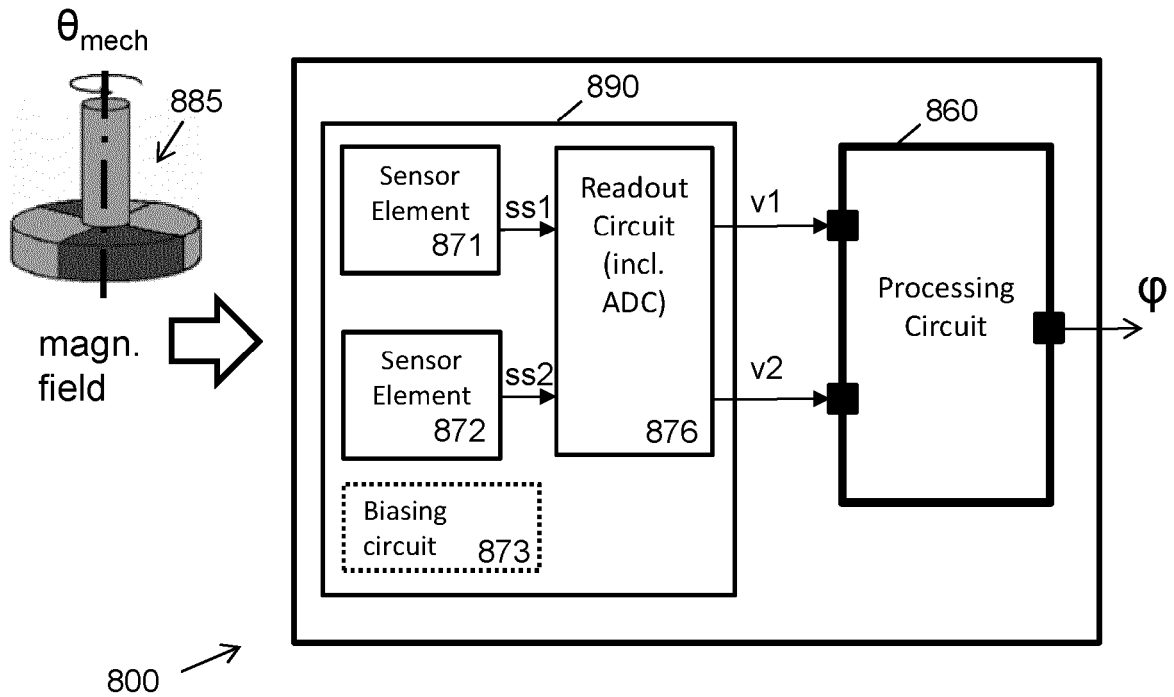 θmech
885
magn.
field
800
890
Sensor
Element
871
ss1
Sensor
Element
872
ss2
Biasing
circuit
873
Readout
Circuit
(incl.
ADC)
876
v1
v2
860
Processing
Circuit
φ